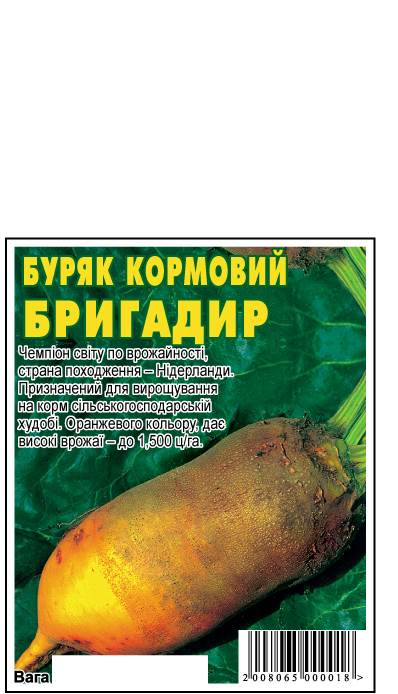 БУРЯК КОРМОВИЙ
БРИГАДИР
Чемпіон світу по врожайності,
страна походження – Нідерланди.
Призначений для вирощування
на корм сільськогосподарській
худобі. Оранжевого кольору, дає
високі врожаї – до 1,500 ц/га.
Вага
2 008065 000018 >